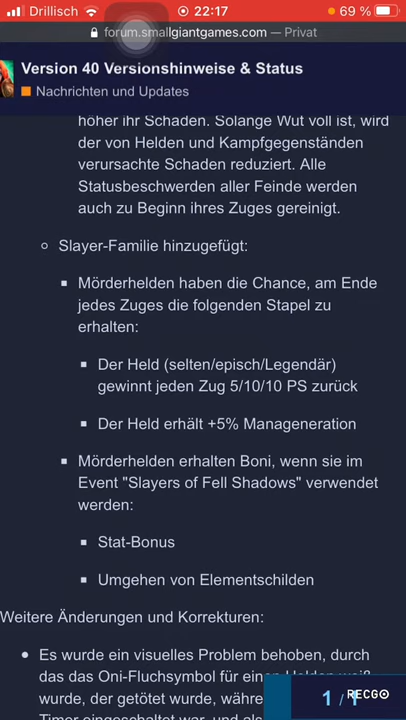 Drillisch 22:17 69 %
forum.smallgiantgames.com — Privat
Version 40 Versionshinweise & Status
Nachrichten und Updates
höher ihr Schaden. Solange Wut voll ist, wird
der von Helden und Kampfgegenständen
verursachte Schaden reduziert. Alle
Statusbeschwerden aller Feinde werden
auch zu Beginn ihres Zuges gereinigt.
Slayer-Familie hinzugefügt:
Mörderhelden haben die Chance, am Ende
jedes Zuges die folgenden Stapel zu
erhalten:
Der Held (selten/episch/Legendär)
gewinnt jeden Zug 5/10/10 PS zurück
Der Held erhält +5% Manageneration
Mörderhelden erhalten Boni, wenn sie im
Event "Slayers of Fell Shadows" verwendet
werden:
Stat-Bonus
Umgehen von Elementschilden
Weitere Änderungen und Korrekturen:
Es wurde ein visuelles Problem behoben, durch
das das Oni-Fluchsymbol für einen Helden
wurde, der getötet wurde,
1 / 1
RECGO